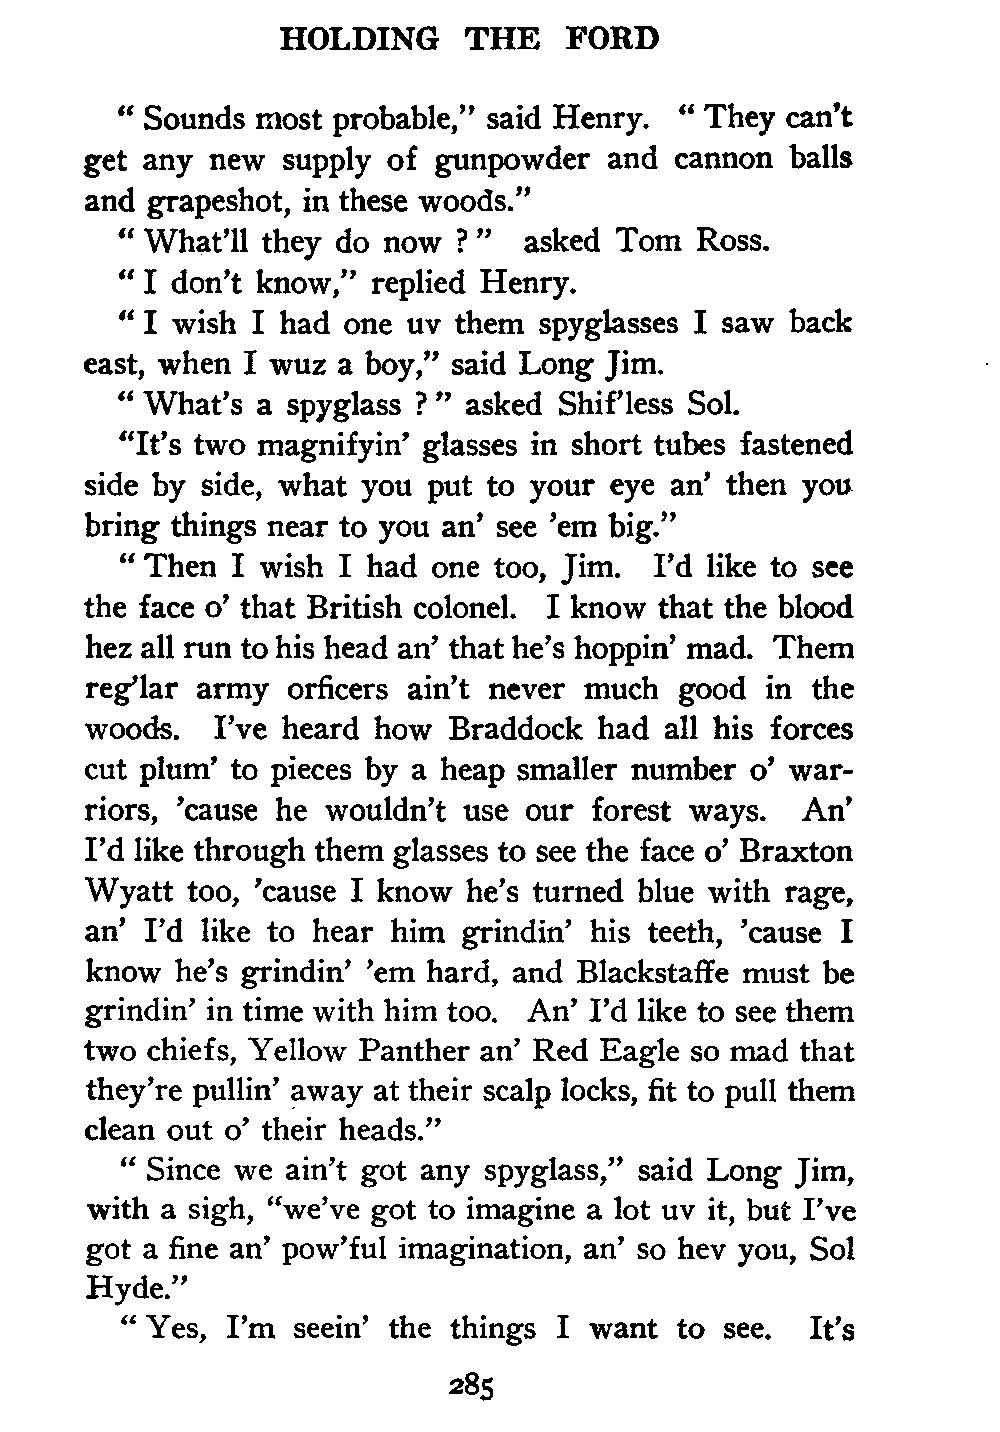 HOLDING THE FORD
“ Sounds most probable,” said Henry. “ They can’t
get any new supply of gunpowder and cannon balls
and grapeshot, in these woods.”
“ What’ll they do now ? ” asked Tom Ross.
“ I don’t know,” replied Henry.
“ I wish I had one uv them spyglasses I saw back
east, when I wuz a boy,” said Long Jim.
“ What’s a spyglass ? ” asked Shif’less Sol.
“It’s two magnifyin’ glasses in short tubes fastened
side by side, what you put to your eye an’ then you
bring things near to you an’ see ’em big.”
“ Then I wish I had one too, Jim. I’d like to see
the face o’ that British colonel. I know that the blood
hez all run to his head an’ that he’s hoppin’ mad. Them
reg’lar army orficers ain’t never much good in the
woods. I’ve heard how Braddock had all his forces
cut plum’ to pieces by a heap smaller number o’ war-
riors, ’cause he wouldn’t use our forest ways. An’
I’d like through them glasses to see the face o’ Braxton
Wyatt too, ’cause I know he’s turned blue with rage,
an’ I’d like to hear him grindin’ his teeth, ’cause I
know he’s grindin’ ’em hard, and Blackstaffe must be
grindin’ in time with him too. An’ I’d like to see them
two chiefs, Yellow Panther an’ Red Eagle so mad that
they’re pullin’ away at their scalp locks, fit to pull them
clean out o’ their heads.”
“ Since we ain’t got any spyglass,” said Long Jim,
with a sigh, “we’ve got to imagine a lot uv it, but I’ve
got a fine an’ pow’ful imagination, an’ so hev you, Sol
Hyde.”
“ Yes, I’m seein’ the things I want to see. It’s
285